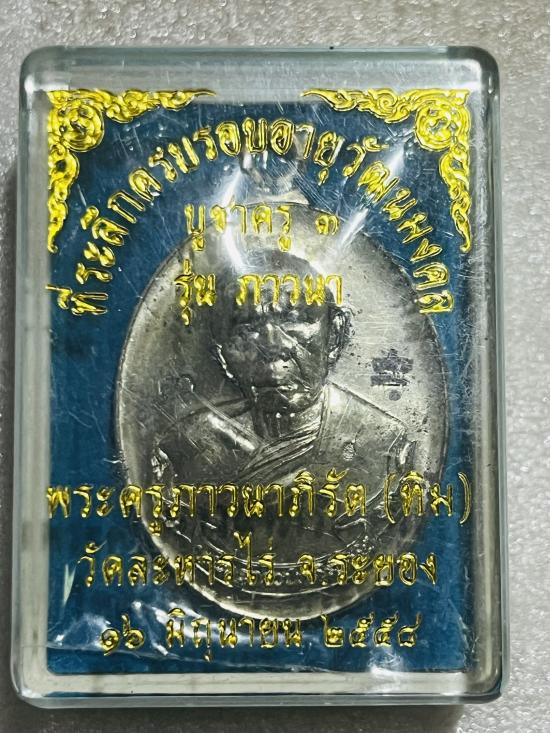 ที่ระลึกครบรอบอายุวัฒนมงคล
บูชาครู ๓
รุ่น ภาวนา
พระครูภาวนาภิรัต (ทิม)
วัดละหารไร่ จ.ระยอง
๑๖ มิถุนายน ๒๕๕๘